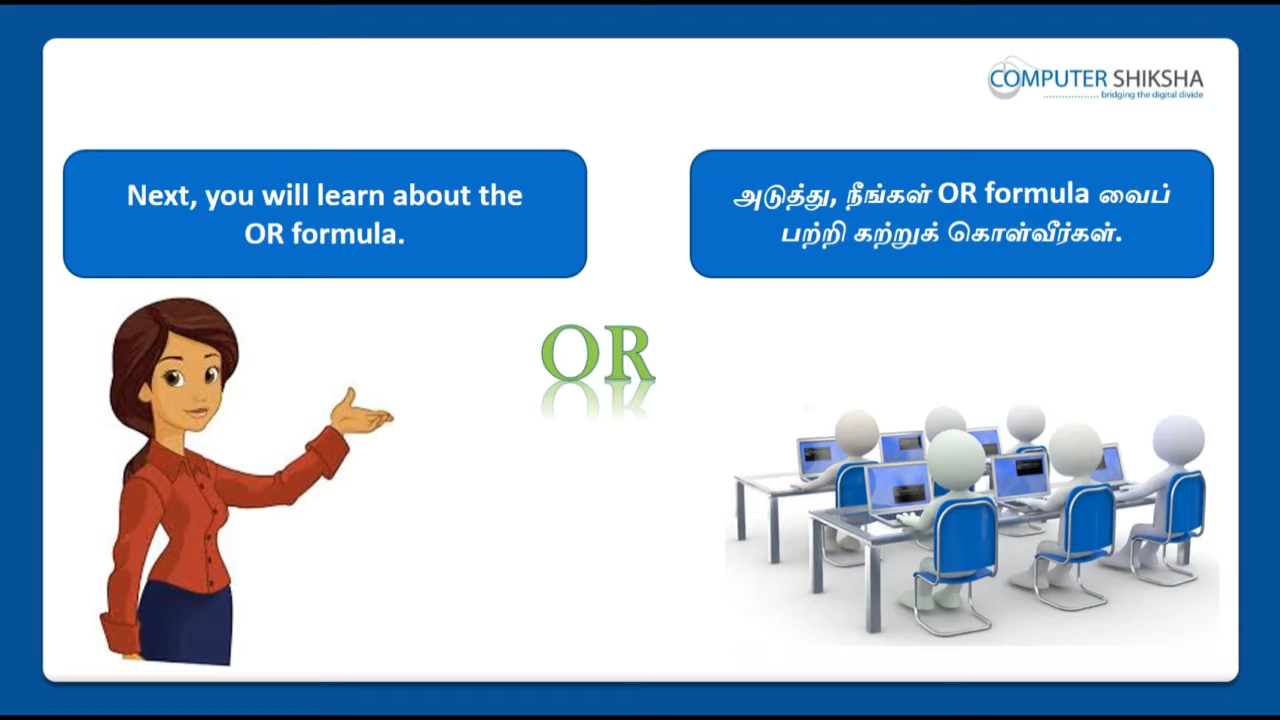 COMPUTER SHIKSHA
bridging the digital divide
Next, you will learn about the
OR formula.
அடுத்து, நீங்கள் OR formula வைப்
பற்றி கற்றுக் கொள்வீர்கள்.
OR